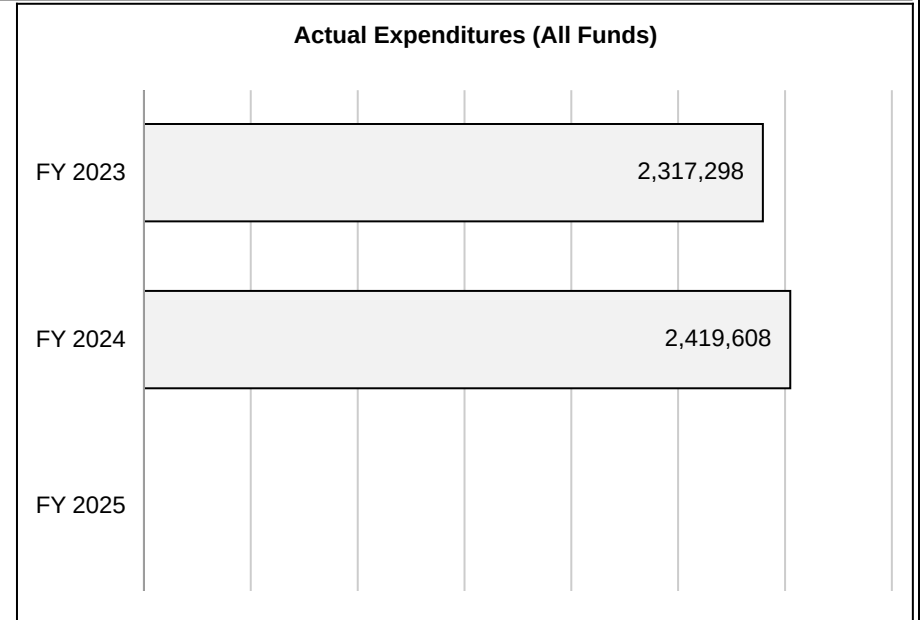 Actual Expenditures (All Funds)
FY 2023 2,317,298
FY 2024 2,419,608
FY 2025